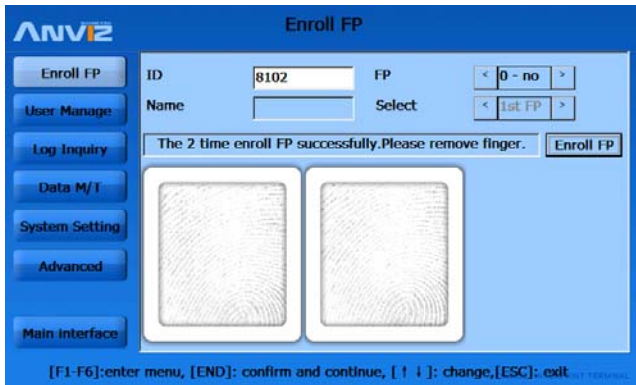 ANViZ
Enroll FP
Enroll FP
ID
8102
FP
< 0 - no >
User Manage
Name
Select
< 1st FP >
Log Inquiry
The 2 time enroll FP successfully.Please remove finger.
Enroll FP
Data M/T
System Setting
Advanced
Main Interface
[F1-F6]:enter menu, [END]: confirm and continue, [↑↓]: change,[ESC]: exit